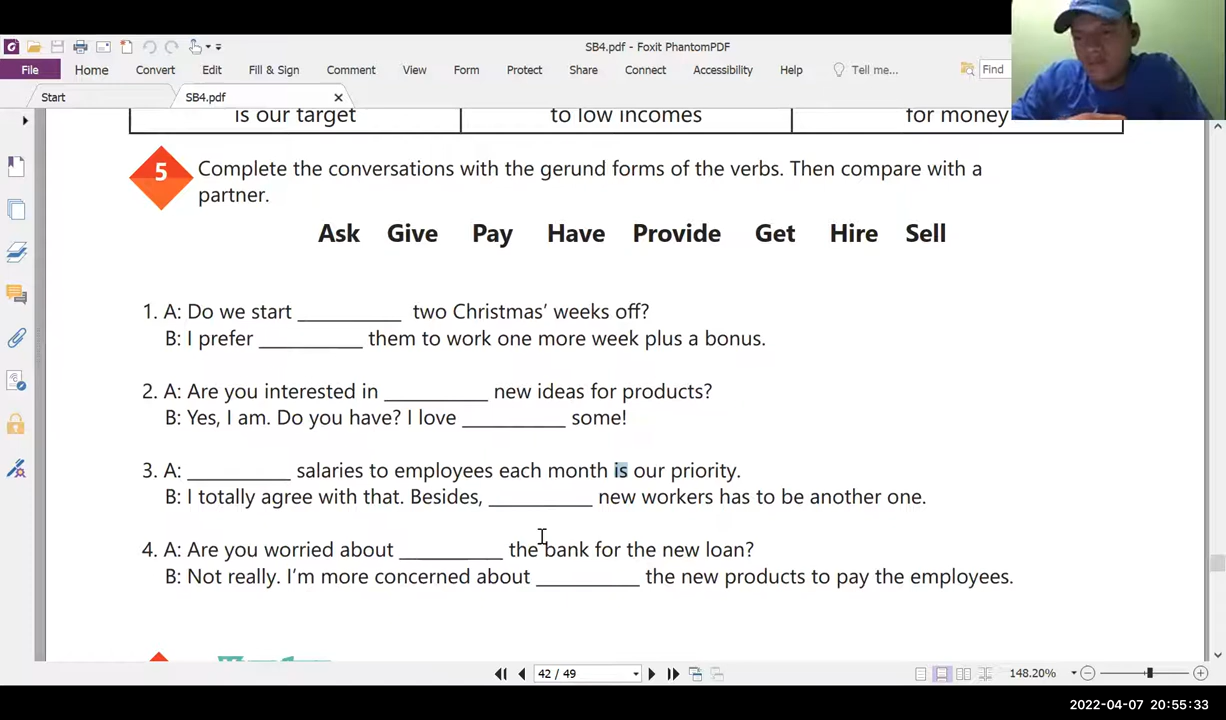 SB4.pdf - Foxit PhantomPDF
File Home Convert Edit Fill & Sign Comment View Form Protect Share Connect Accessibility Help Tell me... Find
Start SB4.pdf
is our target to low incomes for money
5 Complete the conversations with the gerund forms of the verbs. Then compare with a
partner.
Ask Give Pay Have Provide Get Hire Sell
1. A: Do we start __________ two Christmas' weeks off?
B: I prefer __________ them to work one more week plus a bonus.
2. A: Are you interested in __________ new ideas for products?
B: Yes, I am. Do you have? I love __________ some!
3. A: __________ salaries to employees each month is our priority.
B: I totally agree with that. Besides, __________ new workers has to be another one.
4. A: Are you worried about __________ the bank for the new loan?
B: Not really. I'm more concerned about __________ the new products to pay the employees.
42 / 49 148.20%
2022-04-07 20:55:33